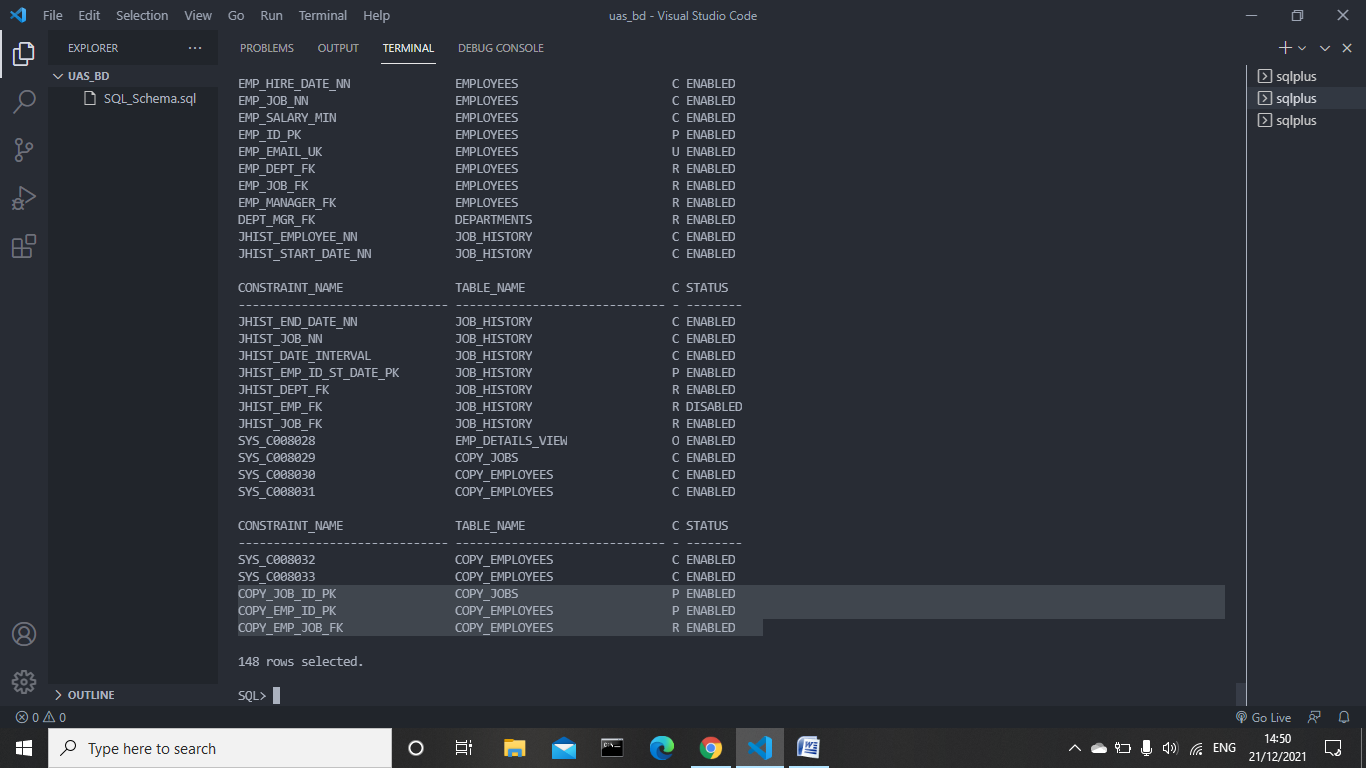 File Edit Selection View Go Run Terminal Help uas_bd - Visual Studio Code
EXPLORER ...
UAS_BD
SQL_Schema.sql
OUTLINE
PROBLEMS OUTPUT TERMINAL DEBUG CONSOLE
EMP_HIRE_DATE_NN EMPLOYEES C ENABLED
EMP_JOB_NN EMPLOYEES C ENABLED
EMP_SALARY_MIN EMPLOYEES C ENABLED
EMP_ID_PK EMPLOYEES P ENABLED
EMP_EMAIL_UK EMPLOYEES U ENABLED
EMP_DEPT_FK EMPLOYEES R ENABLED
EMP_JOB_FK EMPLOYEES R ENABLED
EMP_MANAGER_FK EMPLOYEES R ENABLED
DEPT_MGR_FK DEPARTMENTS R ENABLED
JHIST_EMPLOYEE_NN JOB_HISTORY C ENABLED
JHIST_START_DATE_NN JOB_HISTORY C ENABLED
CONSTRAINT_NAME TABLE_NAME C STATUS
------------------------------ ------------------------------ - --------
JHIST_END_DATE_NN JOB_HISTORY C ENABLED
JHIST_JOB_NN JOB_HISTORY C ENABLED
JHIST_DATE_INTERVAL JOB_HISTORY C ENABLED
JHIST_EMP_ID_ST_DATE_PK JOB_HISTORY P ENABLED
JHIST_DEPT_FK JOB_HISTORY R ENABLED
JHIST_EMP_FK JOB_HISTORY R DISABLED
JHIST_JOB_FK JOB_HISTORY R ENABLED
SYS_C008028 EMP_DETAILS_VIEW O ENABLED
SYS_C008029 COPY_JOBS C ENABLED
SYS_C008030 COPY_EMPLOYEES C ENABLED
SYS_C008031 COPY_EMPLOYEES C ENABLED
CONSTRAINT_NAME TABLE_NAME C STATUS
------------------------------ ------------------------------ - --------
SYS_C008032 COPY_EMPLOYEES C ENABLED
SYS_C008033 COPY_EMPLOYEES C ENABLED
COPY_JOB_ID_PK COPY_JOBS P ENABLED
COPY_EMP_ID_PK COPY_EMPLOYEES P ENABLED
COPY_EMP_JOB_FK COPY_EMPLOYEES R ENABLED
148 rows selected.
SQL>
sqlplus
sqlplus
sqlplus
0 0 Go Live
Type here to search
ENG
14:50
21/12/2021